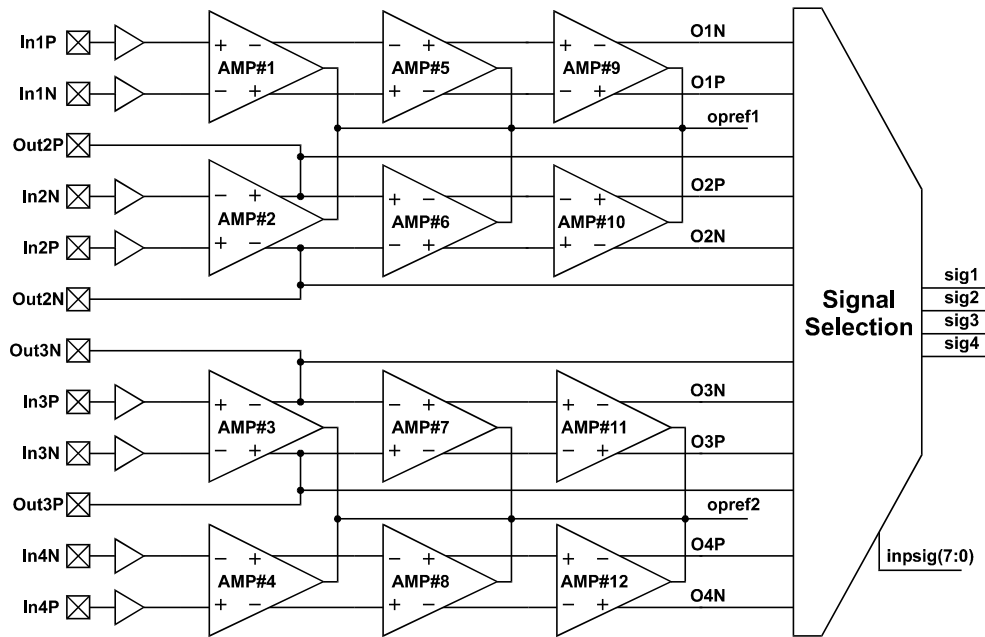 In1P
+ −
AMP#1
− +
− +
AMP#5
+ −
+ −
AMP#9
− +
O1N
O1P
In1N
opref1
Out2P
In2N
− +
AMP#2
+ −
+ −
AMP#6
− +
− +
AMP#10
+ −
O2P
O2N
In2P
Out2N
Out3N
In3P
+ −
AMP#3
− +
− +
AMP#7
+ −
+ −
AMP#11
− +
O3N
O3P
In3N
Out3P
opref2
In4N
− +
AMP#4
+ −
+ −
AMP#8
− +
− +
AMP#12
+ −
O4P
O4N
In4P
Signal
Selection
sig1
sig2
sig3
sig4
inpsig(7:0)